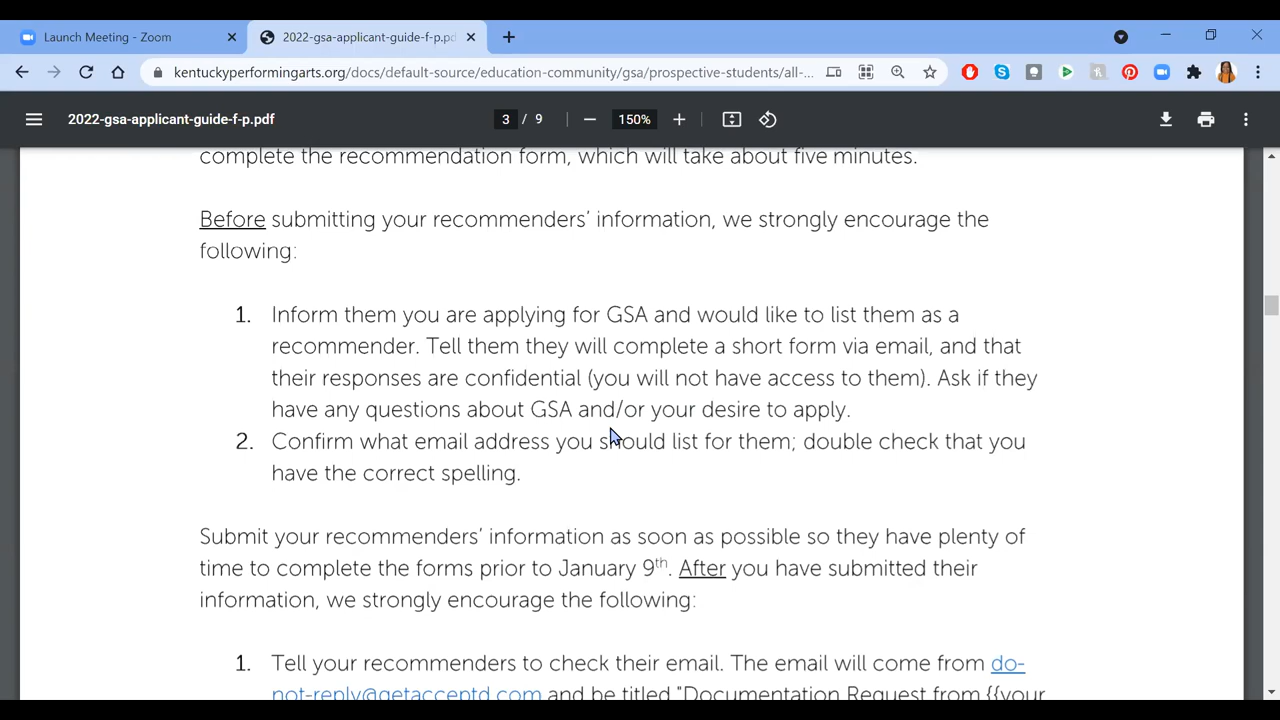 Launch Meeting - Zoom
2022-gsa-applicant-guide-f-p.pd
kentuckyperformingarts.org/docs/default-source/education-community/gsa/prospective-students/all-...
2022-gsa-applicant-guide-f-p.pdf
3 / 9
150%
complete the recommendation form, which will take about five minutes.
Before submitting your recommenders' information, we strongly encourage the
following:
1. Inform them you are applying for GSA and would like to list them as a
recommender. Tell them they will complete a short form via email, and that
their responses are confidential (you will not have access to them). Ask if they
have any questions about GSA and/or your desire to apply.
2. Confirm what email address you should list for them; double check that you
have the correct spelling.
Submit your recommenders' information as soon as possible so they have plenty of
time to complete the forms prior to January 9th. After you have submitted their
information, we strongly encourage the following:
1. Tell your recommenders to check their email. The email will come from do-
not-reply@getacceptd.com and be titled "Documentation Request from {{your